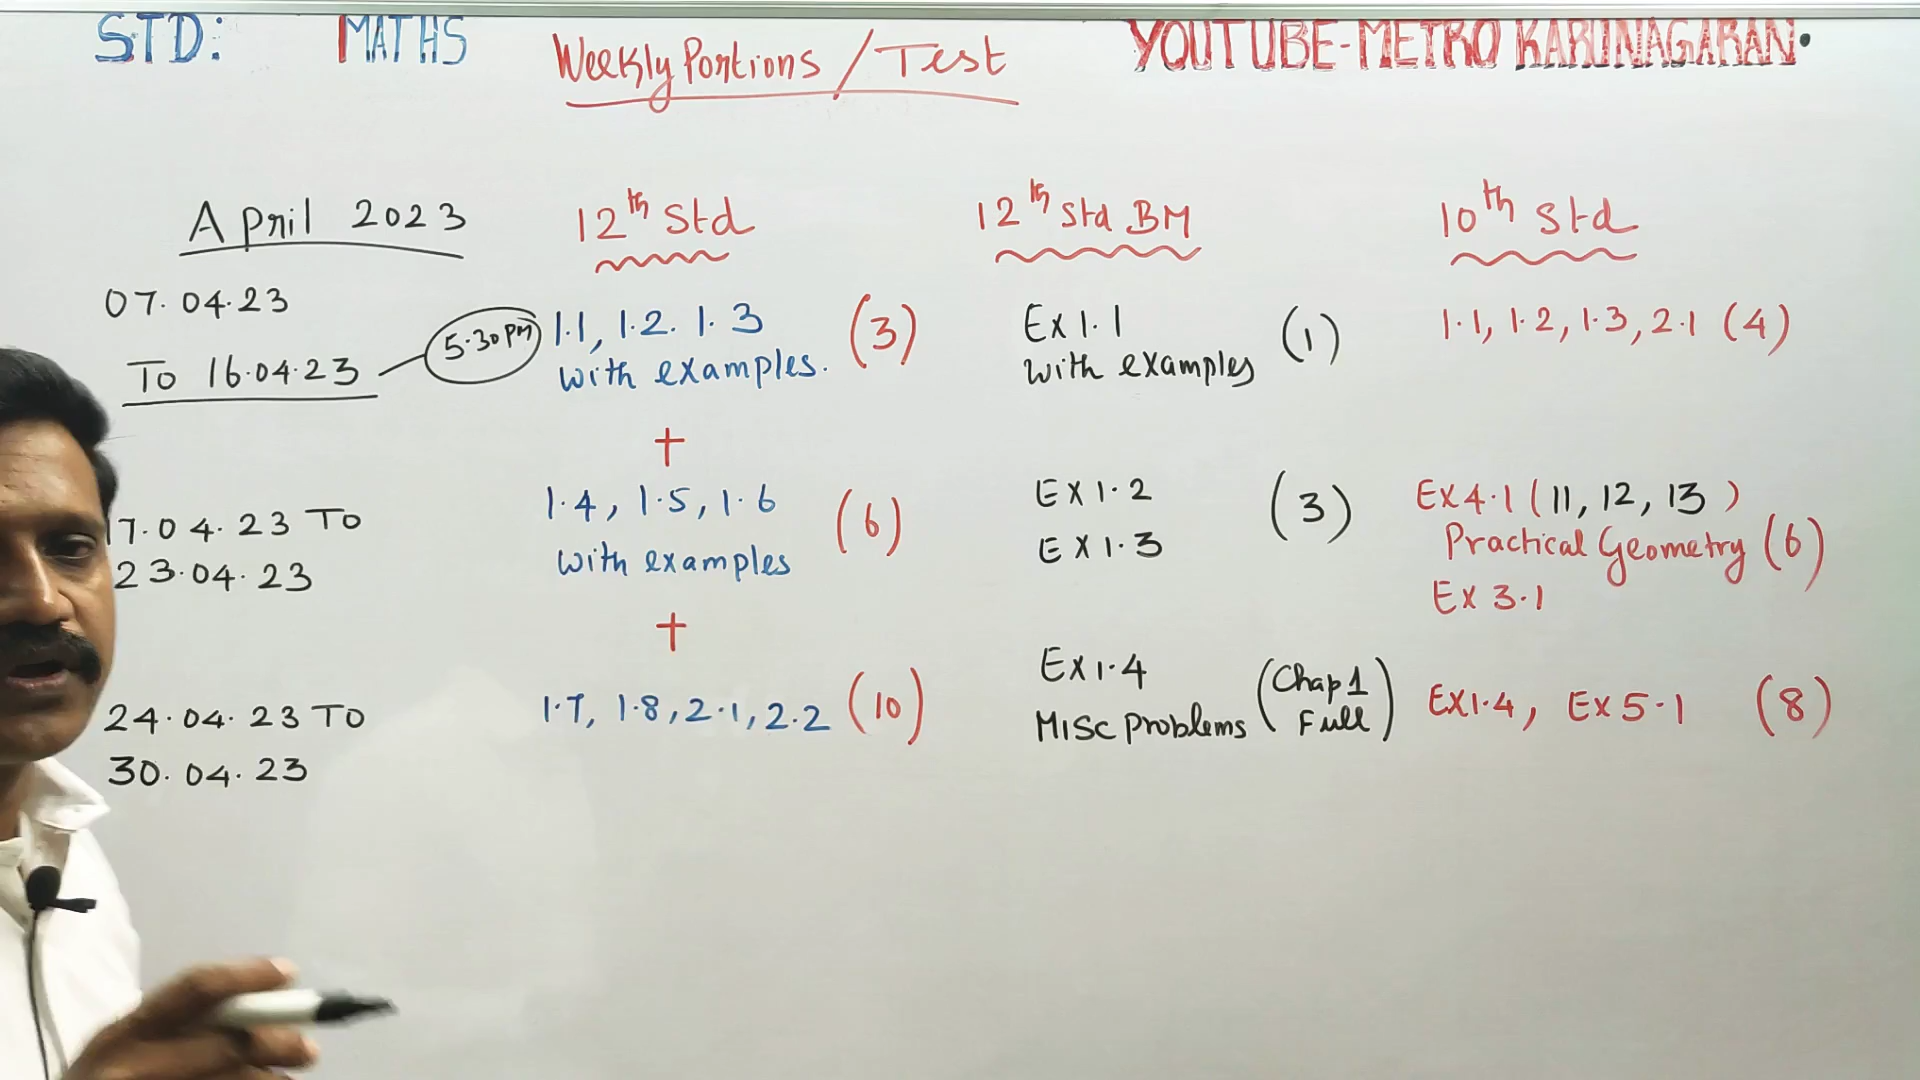 STD: MATHS Weekly Portions / Test YOUTUBE-METRO KARUNAGARAN.
April 2023 12th Std 12th Std BM 10th Std
07.04.23
To 16.04.23 5.30 PM
1.1, 1.2. 1.3 (3)
with examples.
Ex 1.1 (1)
with examples
1.1, 1.2, 1.3, 2.1 (4)
+
17.04.23 To
23.04.23
1.4, 1.5, 1.6 (6)
with examples
Ex 1.2 (3)
Ex 1.3
Ex 4.1 (11, 12, 13)
Practical Geometry (6)
Ex 3.1
+
24.04.23 To
30.04.23
1.7, 1.8, 2.1, 2.2 (10)
Ex 1.4
Misc Problems (Chap 1
Full)
Ex 1.4, Ex 5.1 (8)